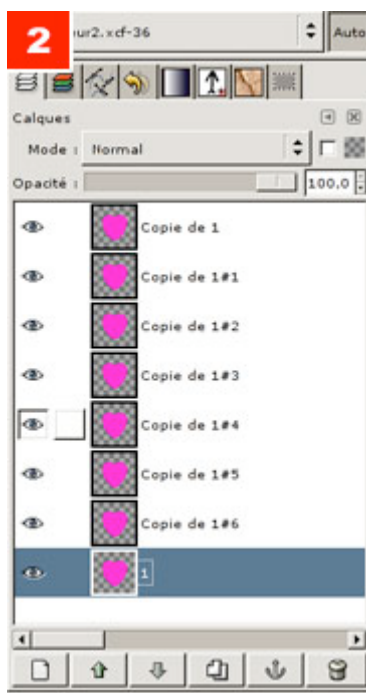 2
ur2.xcf-36
Auto
Calques
Mode : Normal
Opacité : 100,0
Copie de 1
Copie de 1#1
Copie de 1#2
Copie de 1#3
Copie de 1#4
Copie de 1#5
Copie de 1#6
1